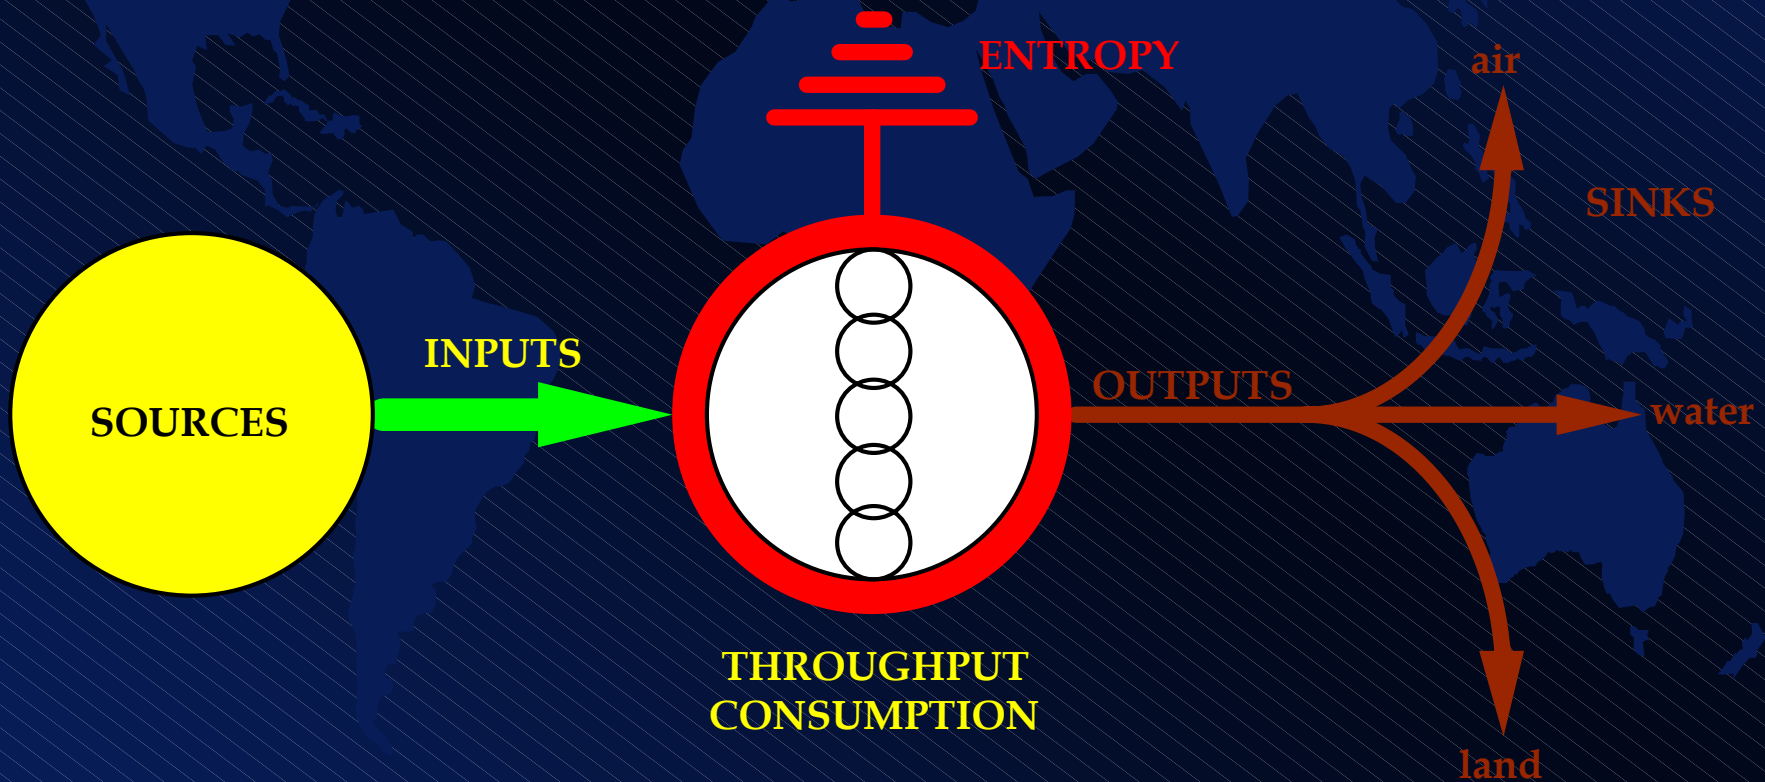 ENTROPY
air
SINKS
INPUTS
SOURCES
OUTPUTS
water
THROUGHPUT
CONSUMPTION
land